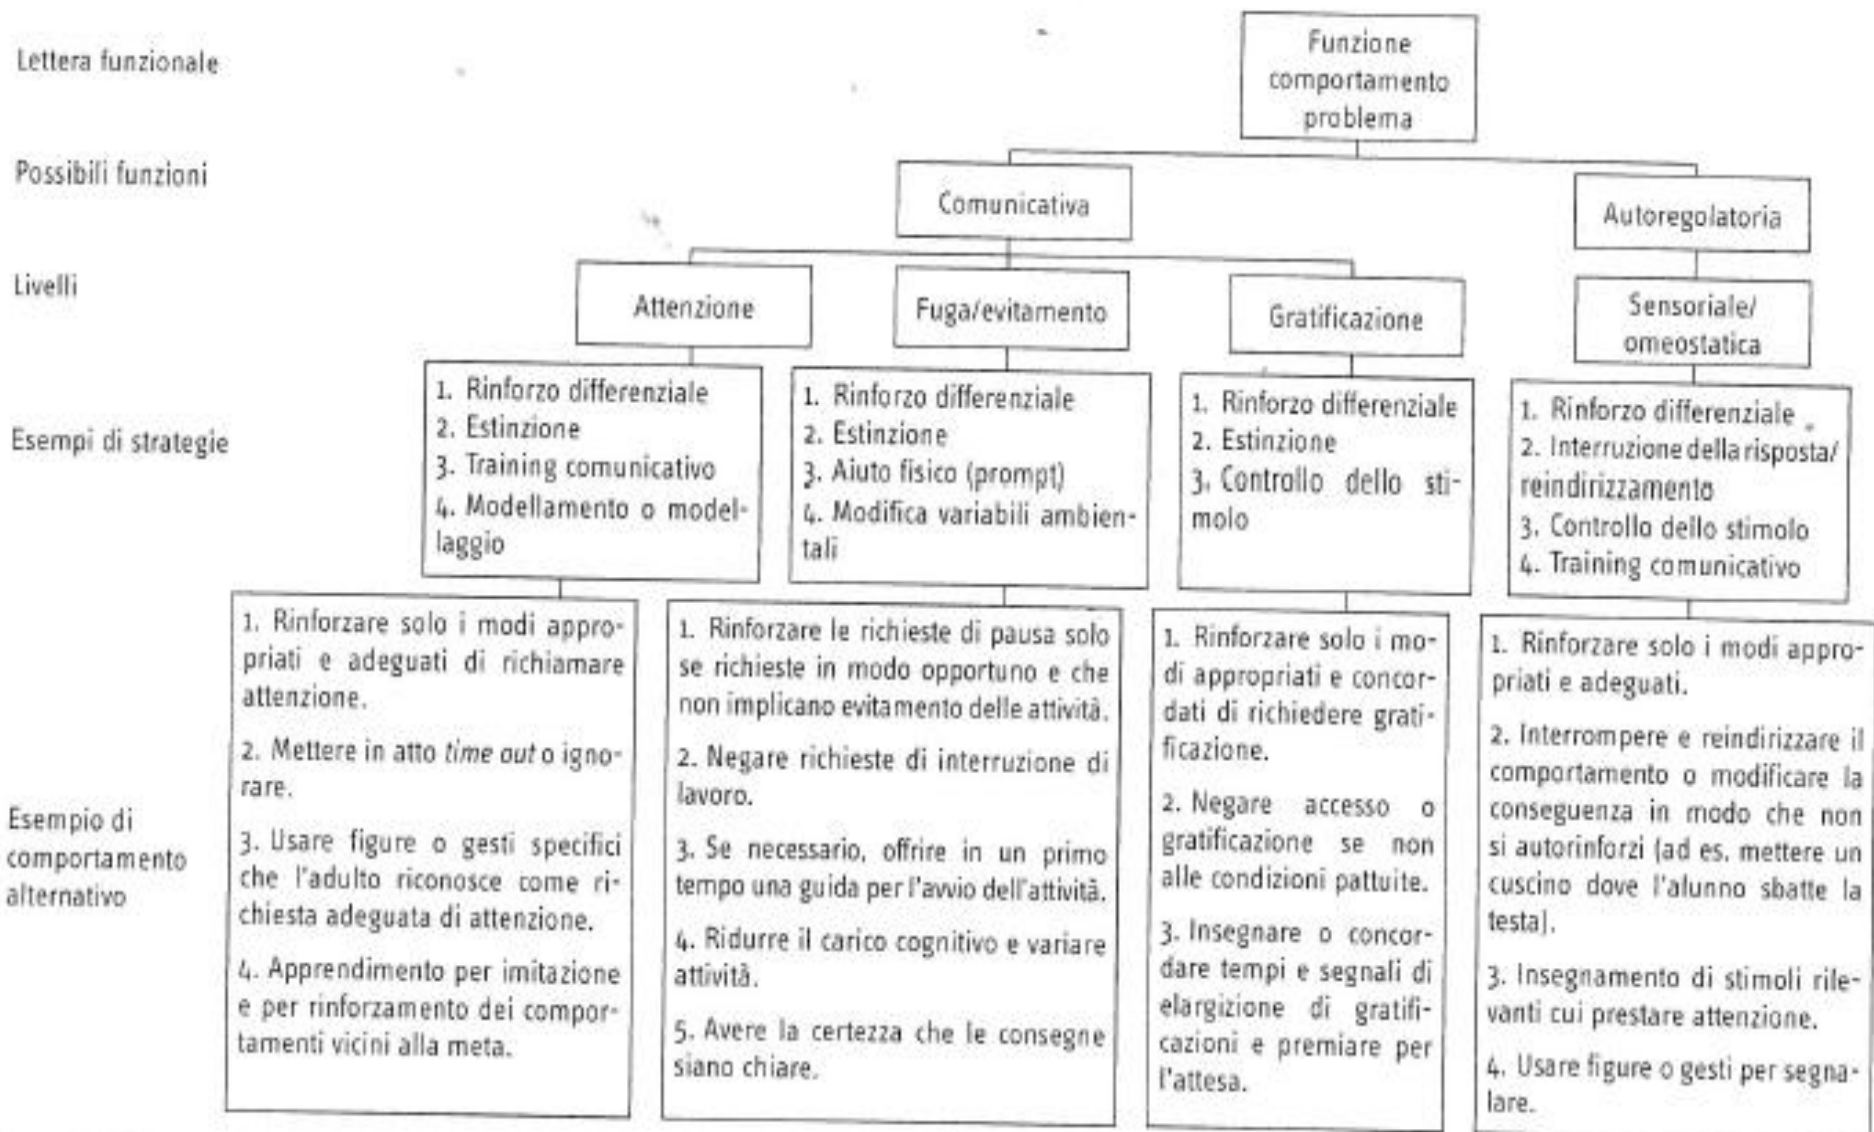 Lettera funzionale
Funzione
comportamento
problema
Possibili funzioni
Comunicativa
Autoregolatoria
Livelli
Attenzione
Fuga/evitamento
Gratificazione
Sensoriale/
omeostatica
Esempi di strategie
1. Rinforzo differenziale
2. Estinzione
3. Training comunicativo
4. Modellamento o model-
laggio
1. Rinforzo differenziale
2. Estinzione
3. Aiuto fisico (prompt)
4. Modifica variabili ambien-
tali
1. Rinforzo differenziale
2. Estinzione
3. Controllo dello sti-
molo
1. Rinforzo differenziale
2. Interruzione della risposta/
reindirizzamento
3. Controllo dello stimolo
4. Training comunicativo
Esempio di
comportamento
alternativo
1. Rinforzare solo i modi appro-
priati e adeguati di richiamare
attenzione.
2. Mettere in atto time out o igno-
rare.
3. Usare figure o gesti specifici
che l'adulto riconosce come ri-
chiesta adeguata di attenzione.
4. Apprendimento per imitazione
e per rinforzamento dei compor-
tamenti vicini alla meta.
1. Rinforzare le richieste di pausa solo
se richieste in modo opportuno e che
non implicano evitamento delle attività.
2. Negare richieste di interruzione di
lavoro.
3. Se necessario, offrire in un primo
tempo una guida per l'avvio dell'attività.
4. Ridurre il carico cognitivo e variare
attività.
5. Avere la certezza che le consegne
siano chiare.
1. Rinforzare solo i mo-
di appropriati e concor-
dati di richiedere grati-
ficazione.
2. Negare accesso o
gratificazione se non
alle condizioni pattuite.
3. Insegnare o concor-
dare tempi e segnali di
elargizione di gratifi-
cazioni e premiare per
l'attesa.
1. Rinforzare solo i modi appro-
priati e adeguati.
2. Interrompere e reindirizzare il
comportamento o modificare la
conseguenza in modo che non
si autorinforzi (ad es. mettere un
cuscino dove l'alunno sbatte la
testa).
3. Insegnamento di stimoli rile-
vanti cui prestare attenzione.
4. Usare figure o gesti per segna-
lare.